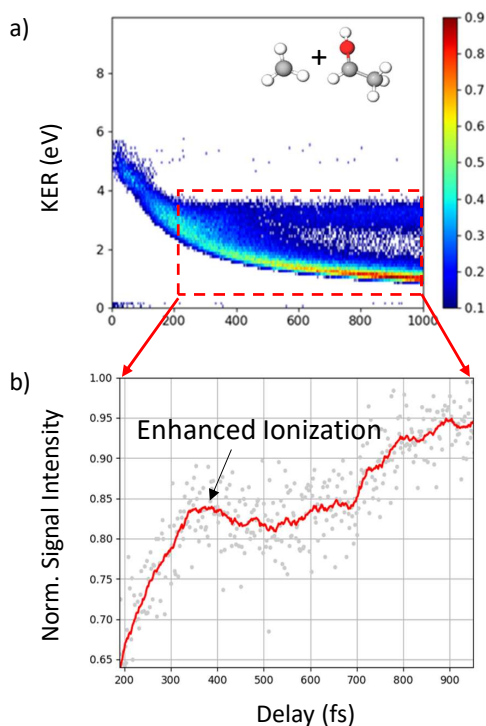 a)
KER (eV)
8
6
4
2
0
0 200 400 600 800 1000
+
0.9
0.8
0.7
0.6
0.5
0.4
0.3
0.2
0.1
b)
Norm. Signal Intensity
1.00
0.95
0.90
0.85
0.80
0.75
0.70
0.65
Enhanced Ionization
200 300 400 500 600 700 800 900
Delay (fs)